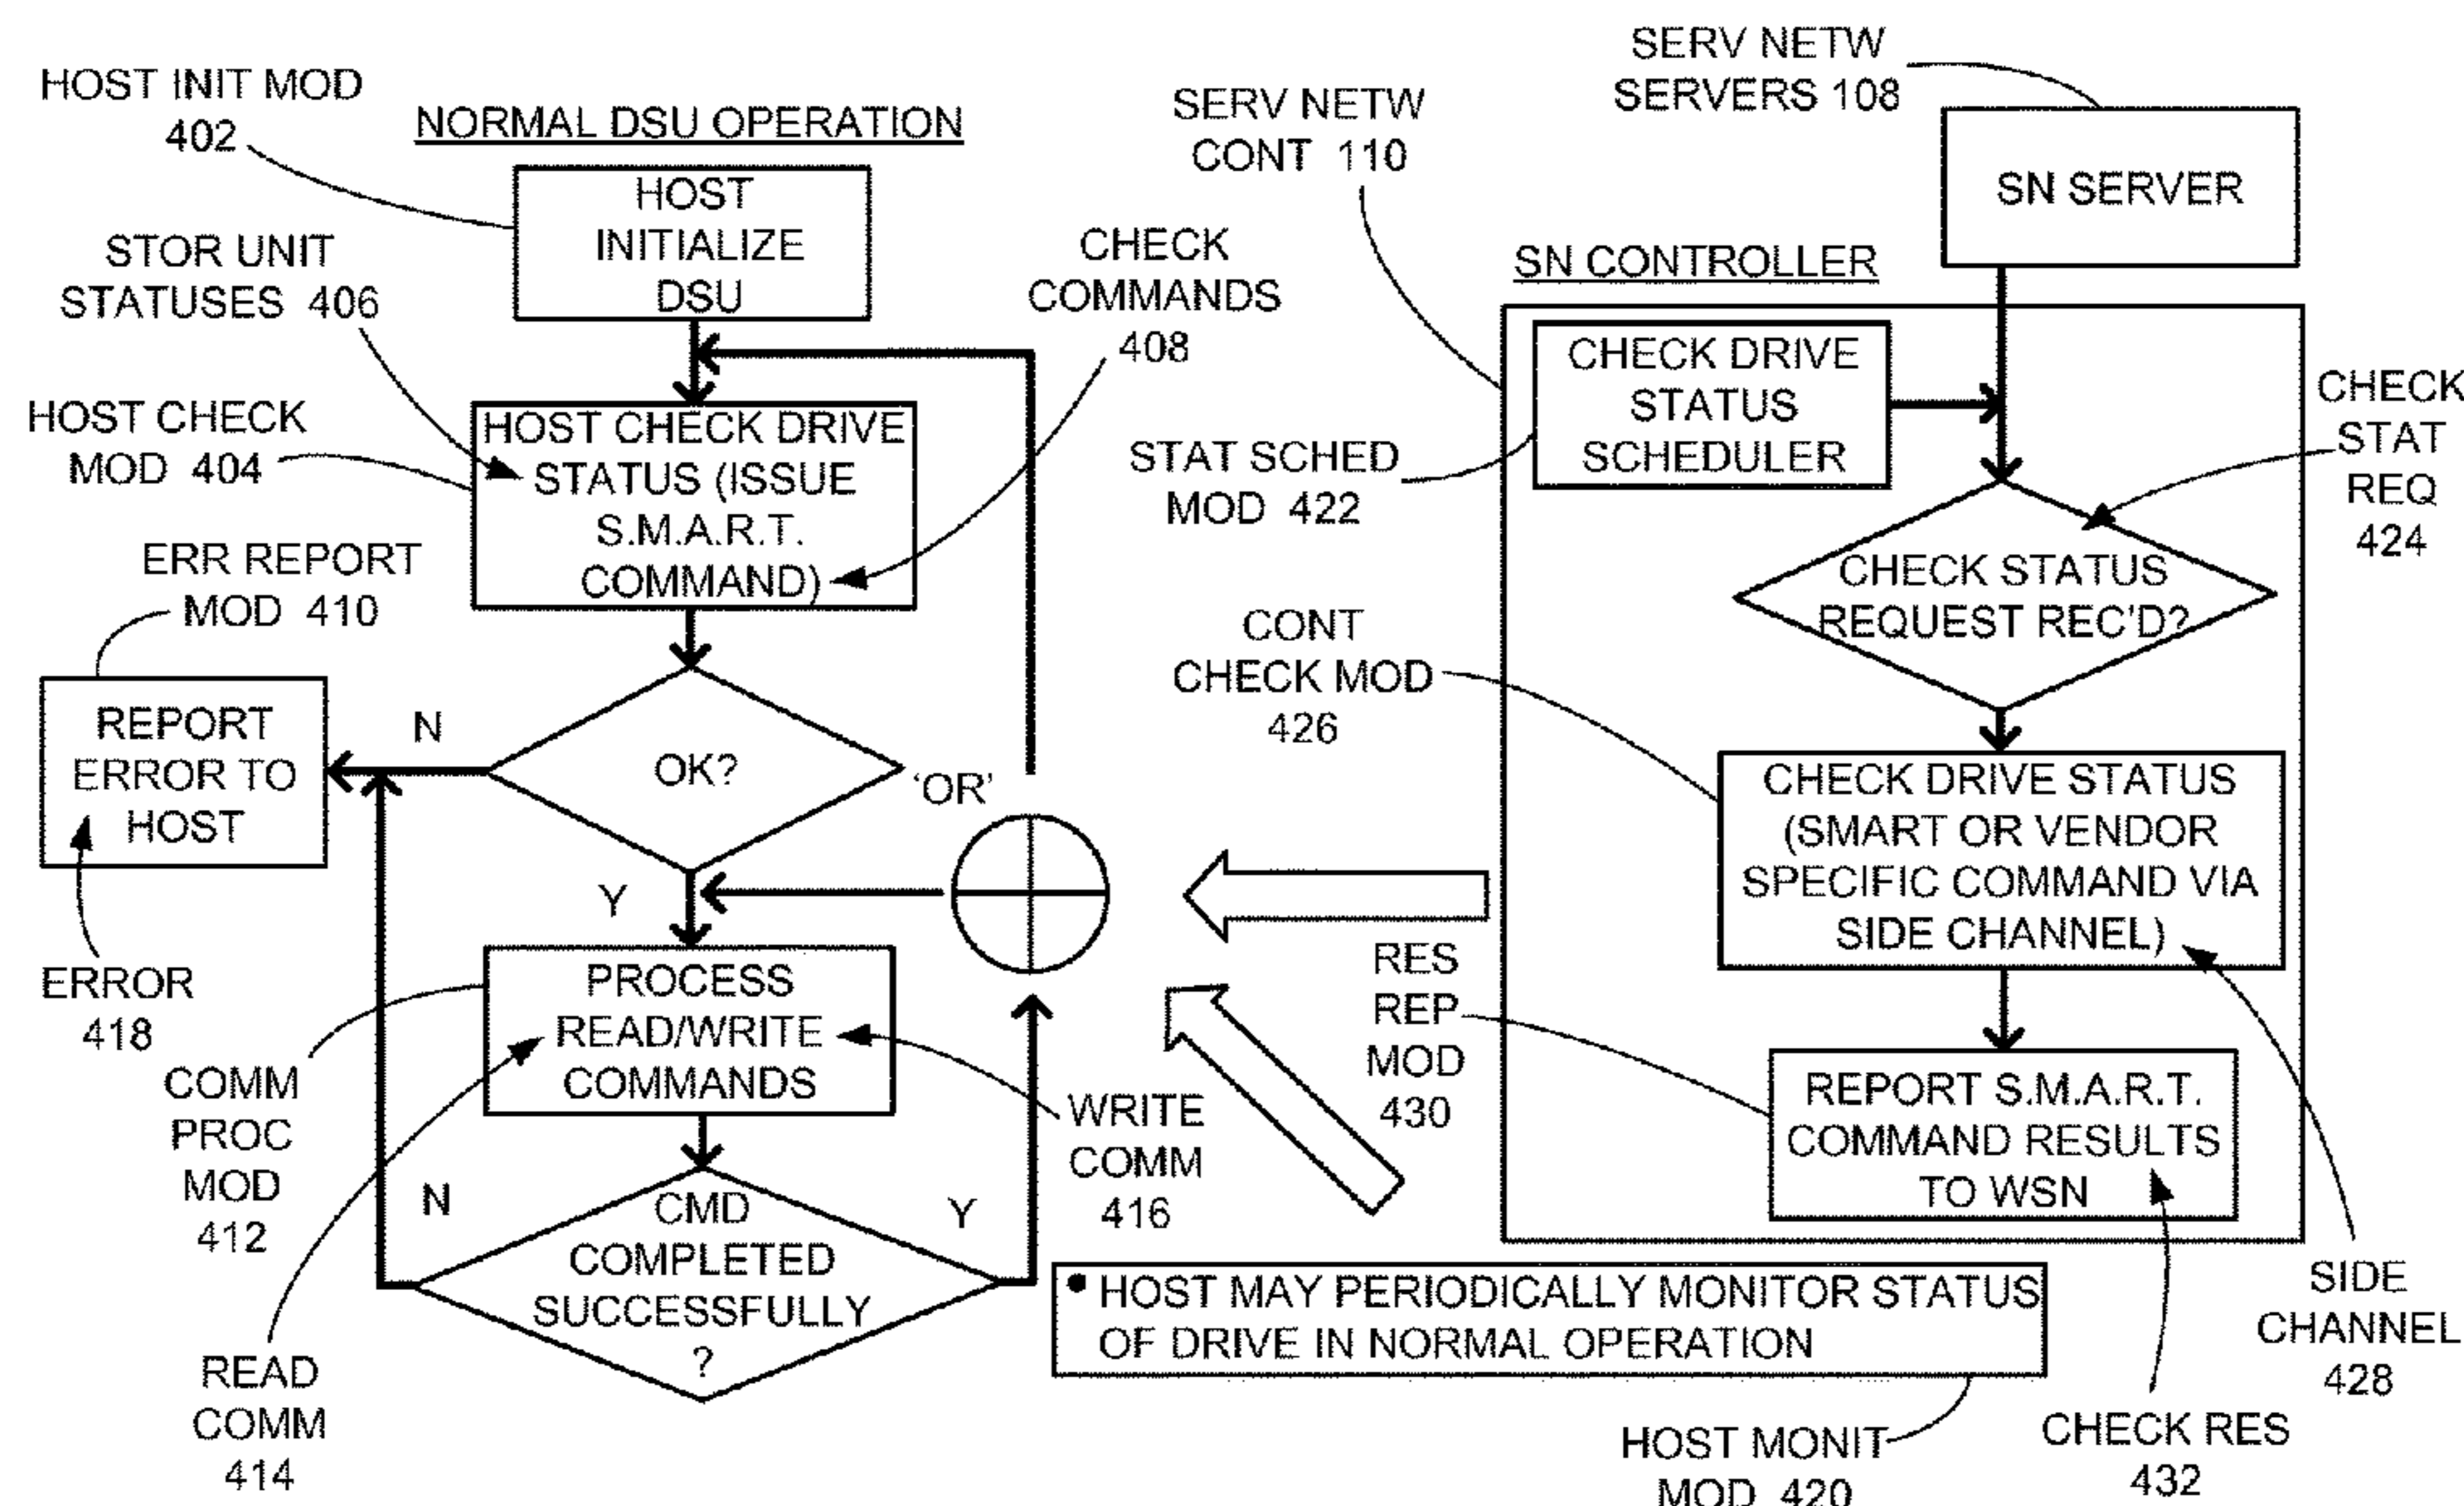 HOST INIT MOD
402
NORMAL DSU OPERATION
HOST
INITIALIZE
DSU
STOR UNIT
STATUSES 406
CHECK
COMMANDS
408
HOST CHECK
MOD 404
HOST CHECK DRIVE
STATUS (ISSUE
S.M.A.R.T.
COMMAND)
ERR REPORT
MOD 410
REPORT
ERROR TO
HOST
N
OK?
'OR'
Y
ERROR
418
PROCESS
READ/WRITE
COMMANDS
COMM
PROC
MOD
412
WRITE
COMM
416
N
CMD
COMPLETED
SUCCESSFULLY
?
Y
READ
COMM
414
SERV NETW
SERVERS 108
SERV NETW
CONT 110
SN SERVER
SN CONTROLLER
CHECK DRIVE
STATUS
SCHEDULER
STAT SCHED
MOD 422
CHECK
STAT
REQ
424
CHECK STATUS
REQUEST REC'D?
CONT
CHECK MOD
426
CHECK DRIVE STATUS
(SMART OR VENDOR
SPECIFIC COMMAND VIA
SIDE CHANNEL)
RES
REP
MOD
430
REPORT S.M.A.R.T.
COMMAND RESULTS
TO WSN
• HOST MAY PERIODICALLY MONITOR STATUS
OF DRIVE IN NORMAL OPERATION
SIDE
CHANNEL
428
HOST MONIT
MOD 420
CHECK RES
432